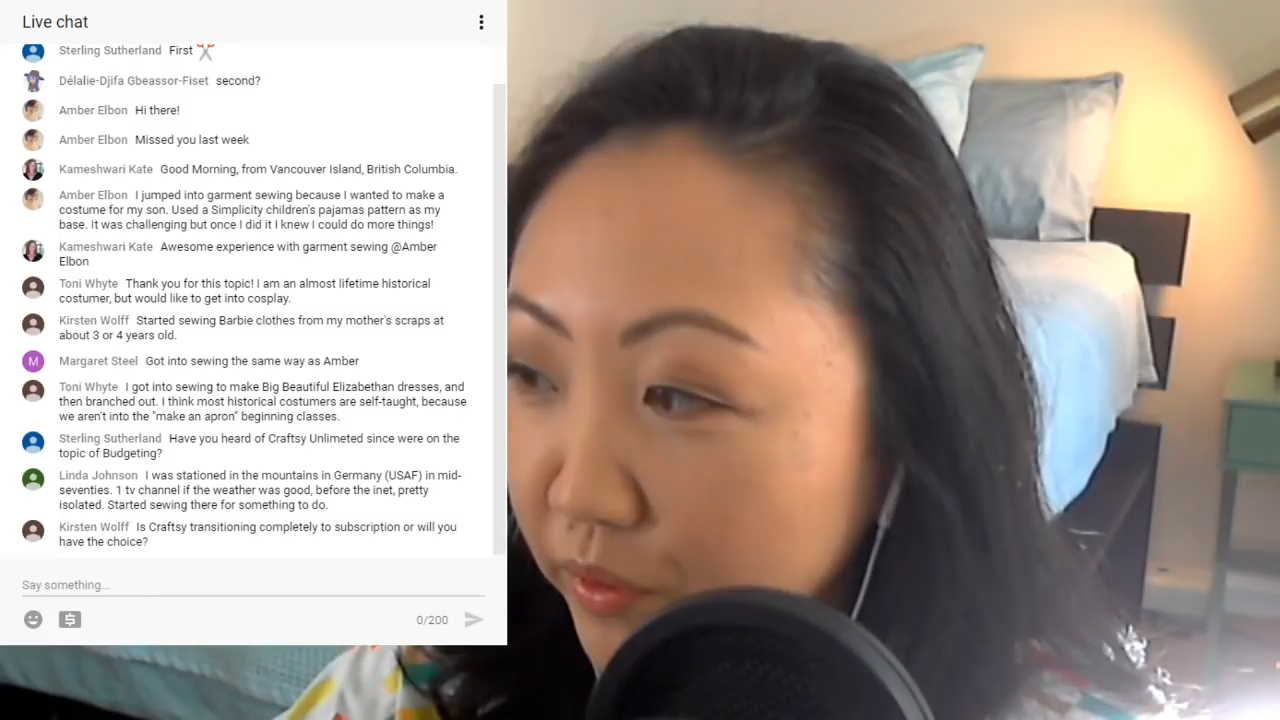 Live chat
Sterling Sutherland First
Délalie-Djifa Gbeassor-Fiset second?
Amber Elbon Hi there!
Amber Elbon Missed you last week
Kameshwari Kate Good Morning, from Vancouver Island, British Columbia.
Amber Elbon I jumped into garment sewing because I wanted to make a
costume for my son. Used a Simplicity children's pajamas pattern as my
base. It was challenging but once I did it I knew I could do more things!
Kameshwari Kate Awesome experience with garment sewing @Amber
Elbon
Toni Whyte Thank you for this topic! I am an almost lifetime historical
costumer, but would like to get into cosplay.
Kirsten Wolff Started sewing Barbie clothes from my mother's scraps at
about 3 or 4 years old.
M Margaret Steel Got into sewing the same way as Amber
Toni Whyte I got into sewing to make Big Beautiful Elizabethan dresses, and
then branched out. I think most historical costumers are self-taught, because
we aren't into the "make an apron" beginning classes.
Sterling Sutherland Have you heard of Craftsy Unlimeted since were on the
topic of Budgeting?
Linda Johnson I was stationed in the mountains in Germany (USAF) in mid-
seventies. 1 tv channel if the weather was good, before the inet, pretty
isolated. Started sewing there for something to do.
Kirsten Wolff Is Craftsy transitioning completely to subscription or will you
have the choice?
Say something...
0/200